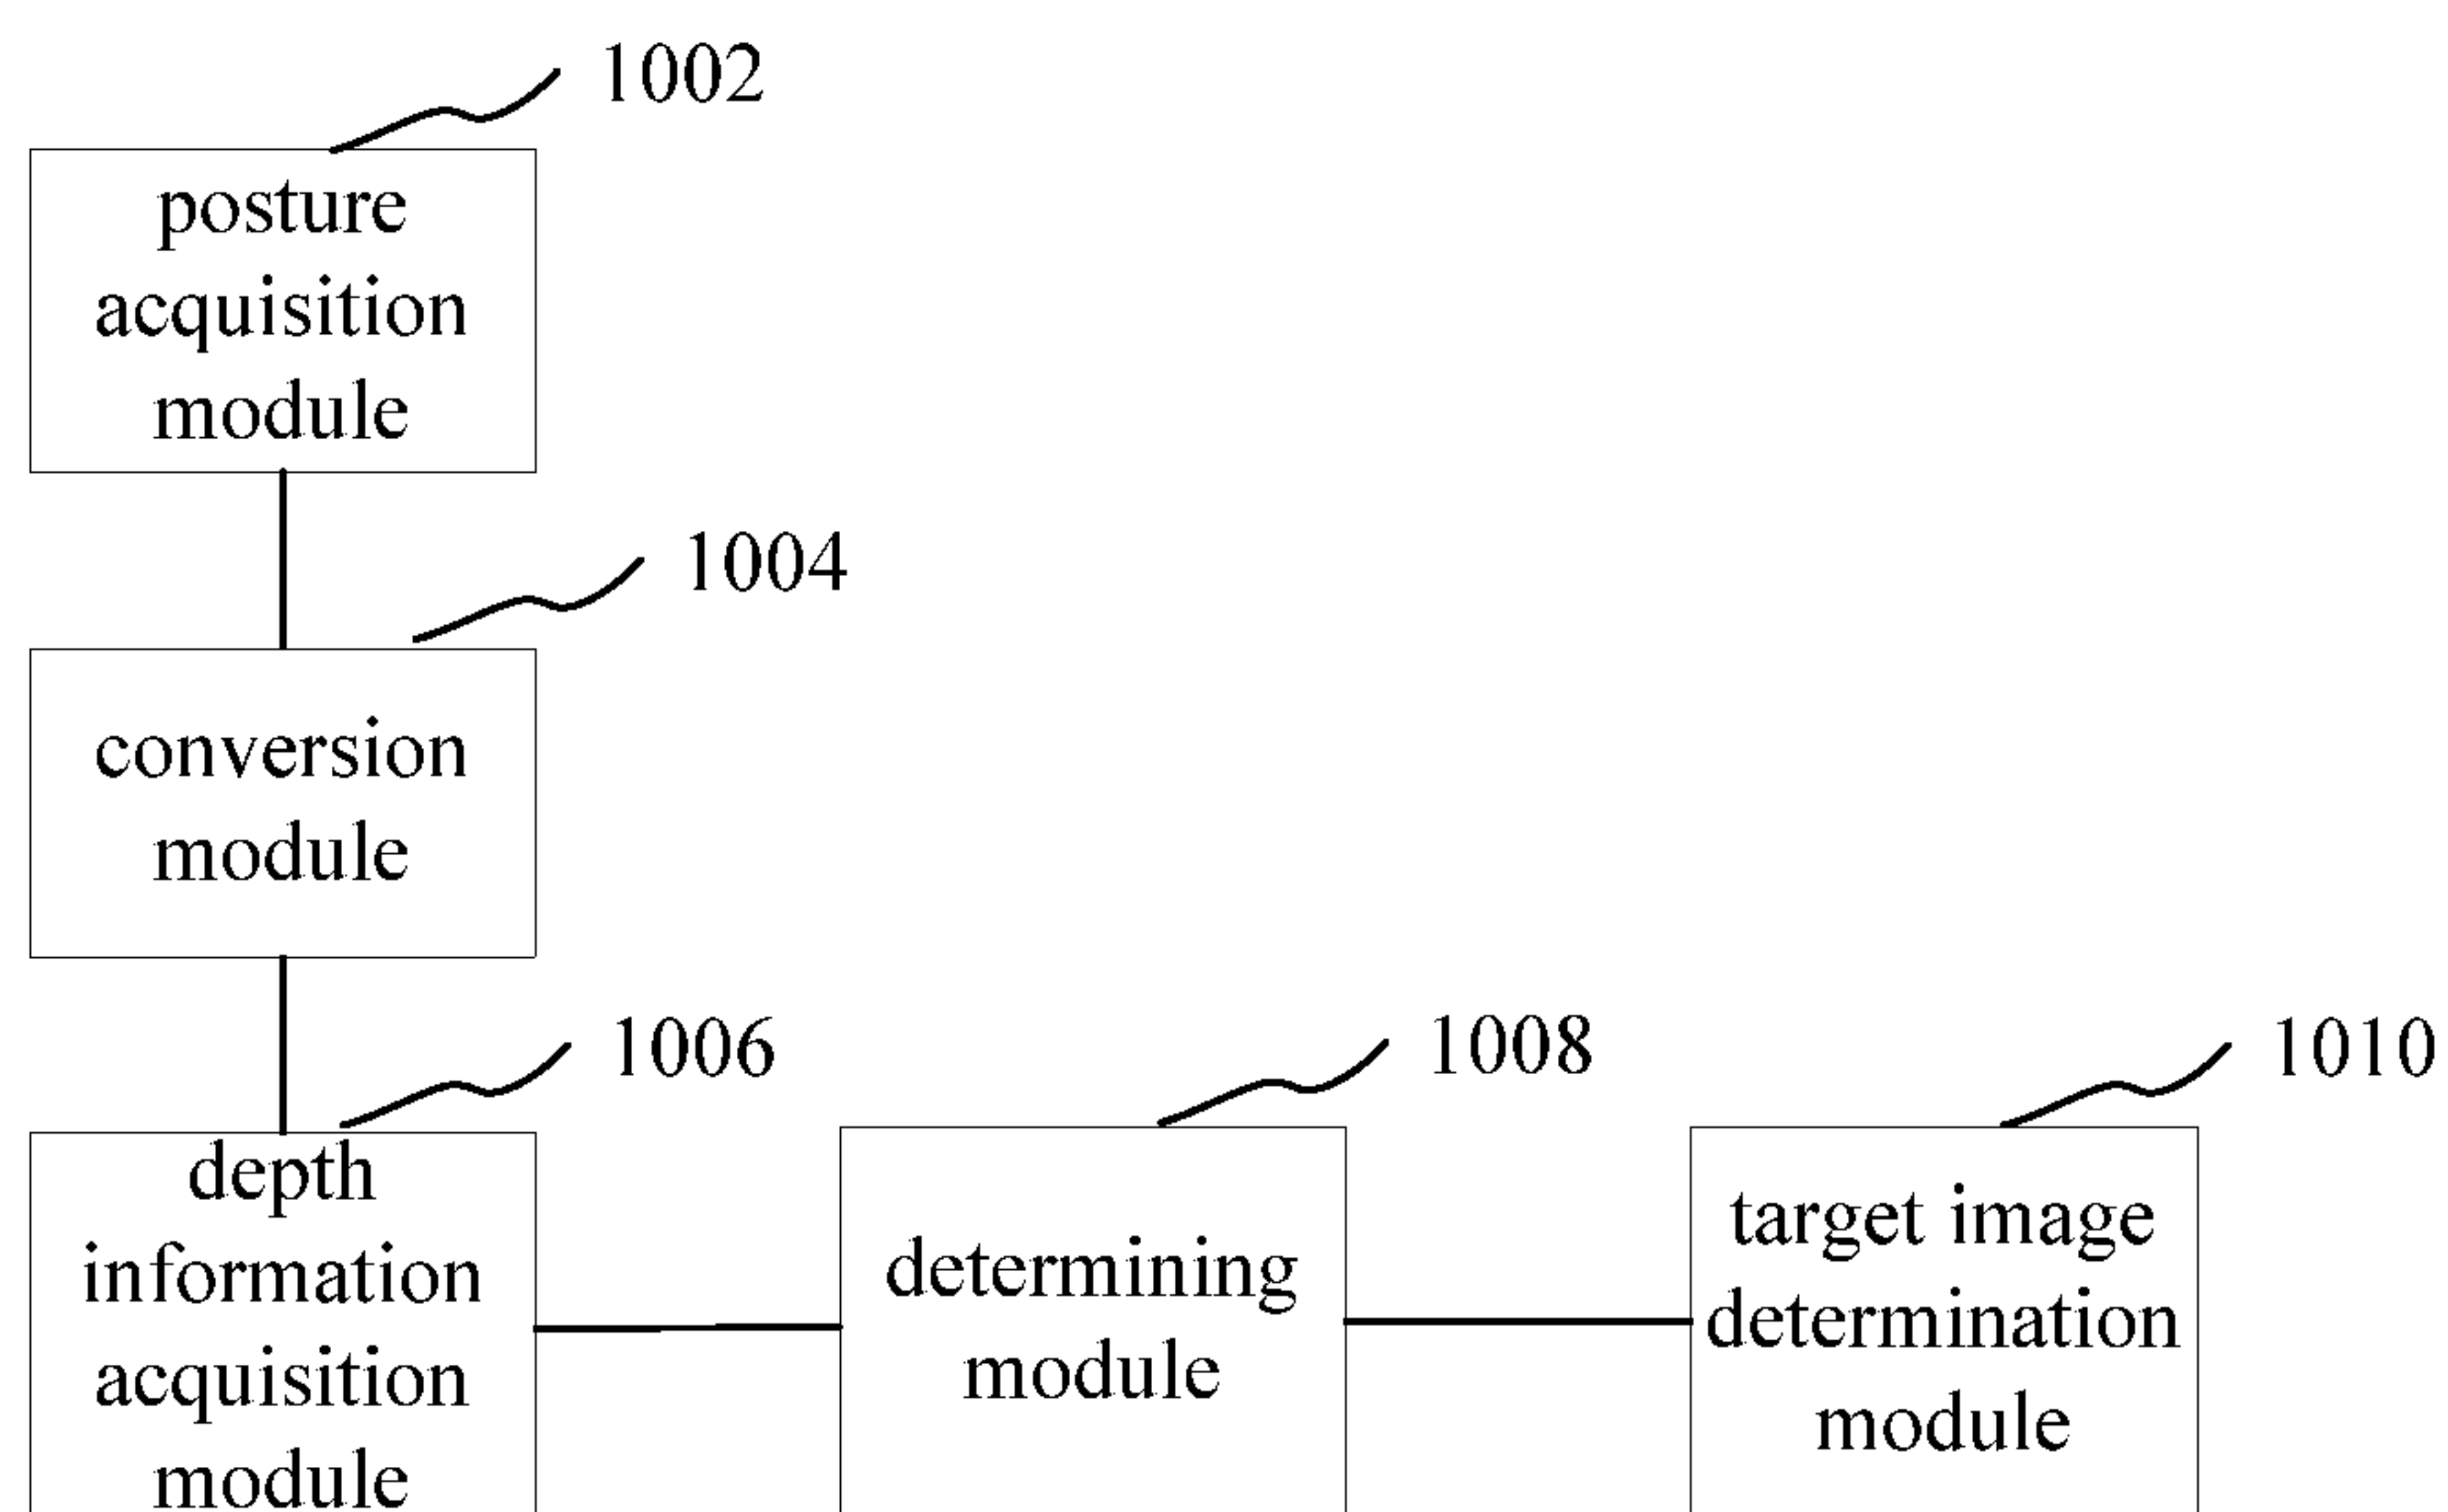 1002
posture
acquisition
module
1004
conversion
module
1006
depth
information
acquisition
module
1008
determining
module
1010
target image
determination
module